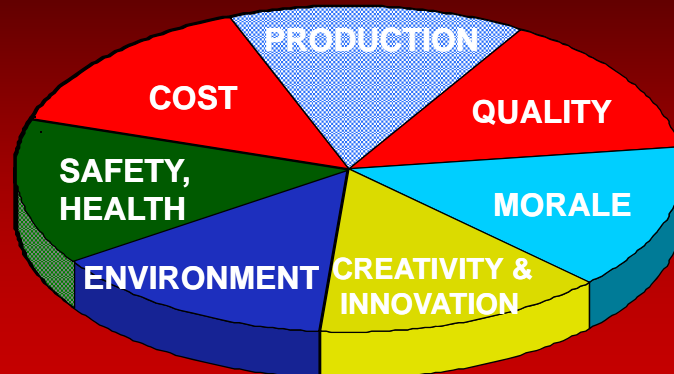 PRODUCTION
COST
QUALITY
SAFETY,
HEALTH
MORALE
ENVIRONMENT
CREATIVITY &
INNOVATION